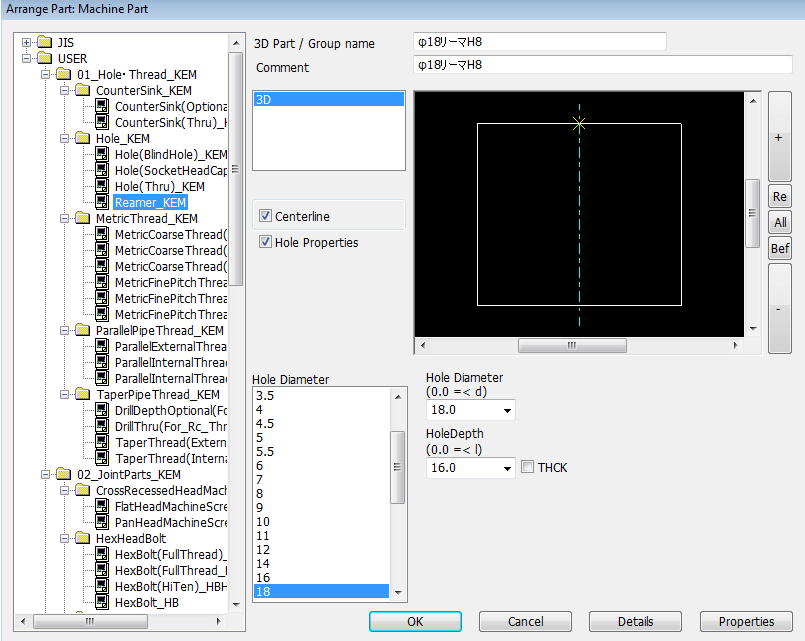 Arrange Part: Machine Part
JIS
USER
01_Hole・Thread_KEM
CounterSink_KEM
CounterSink(Optiona
CounterSink(Thru)_H
Hole_KEM
Hole(BlindHole)_KEM
Hole(SocketHeadCap
Hole(Thru)_KEM
Reamer_KEM
MetricThread_KEM
MetricCoarseThread(
MetricCoarseThread(
MetricCoarseThread(
MetricFinePitchThrea
MetricFinePitchThrea
MetricFinePitchThrea
ParallelPipeThread_KEM
ParallelExternalThrea
ParallelInternalThrea
ParallelInternalThrea
TaperPipeThread_KEM
DrillDepthOptional(Fo
DrillThru(For_Rc_Thr
TaperThread(Extern
TaperThread(Interna
02_JointParts_KEM
CrossRecessedHeadMach
FlatHeadMachineScre
PanHeadMachineScre
HexHeadBolt
HexBolt(FullThread)_
HexBolt(FullThread_H
HexBolt(HiTen)_HBH
HexBolt_HB
3D Part / Group name
φ18リーマH8
Comment
φ18リーマH8
3D
Centerline
Hole Properties
+
Re
All
Bef
-
Hole Diameter
3.5
4
4.5
5
5.5
6
7
8
9
10
11
12
14
16
18
Hole Diameter
(0.0 =< d)
18.0
HoleDepth
(0.0 =< l)
16.0
THCK
OK
Cancel
Details
Properties